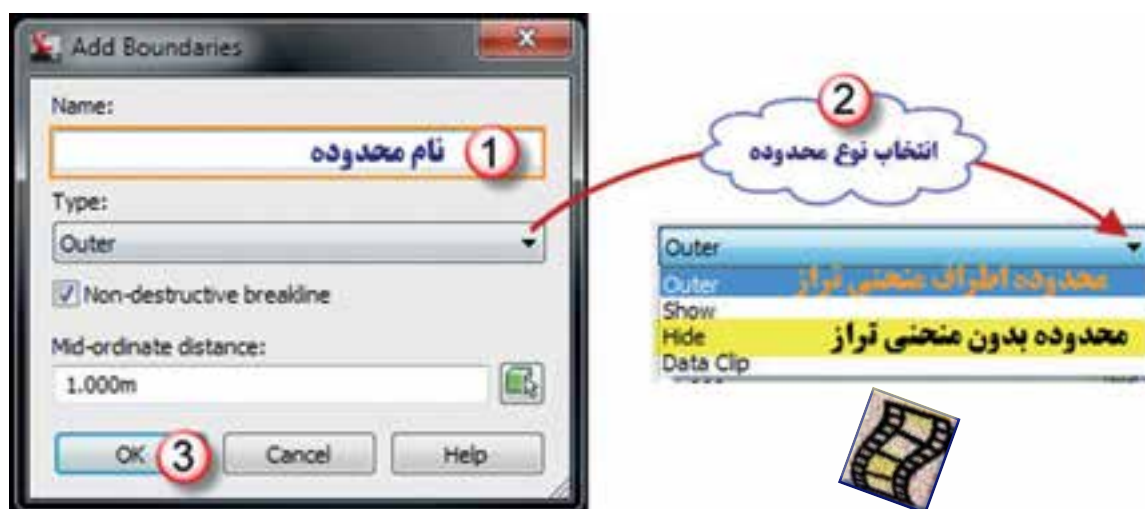 Add Boundaries
Name:
نام محدوده 1
Type:
Outer
Non-destructive breakline
Mid-ordinate distance:
1.000m
OK 3 Cancel Help
2
انتخاب نوع محدوده
Outer
Outer محدوده اطراف منحنی تراز
Show
Hide محدوده بدون منحنی تراز
Data Clip